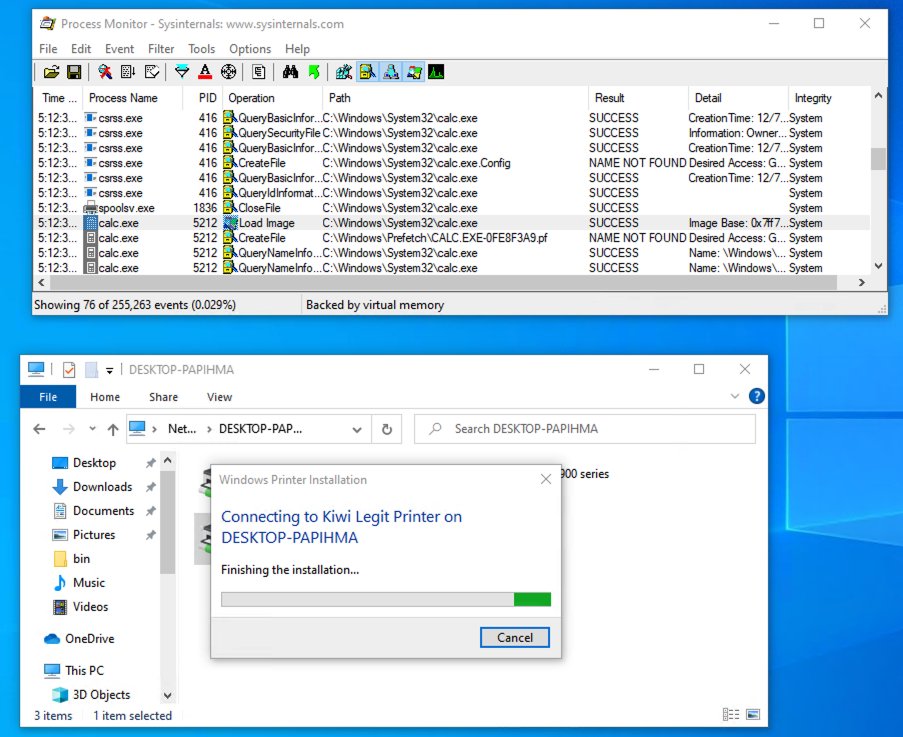 Process Monitor - Sysinternals: www.sysinternals.com
File Edit Event Filter Tools Options Help
Time ... Process Name PID Operation Path Result Detail Integrity
5:12:3... csrss.exe 416 QueryBasicInfor... C:\Windows\System32\calc.exe SUCCESS CreationTime: 12/7... System
5:12:3... csrss.exe 416 QuerySecurityFile C:\Windows\System32\calc.exe SUCCESS Information: Owner... System
5:12:3... csrss.exe 416 QueryBasicInfor... C:\Windows\System32\calc.exe SUCCESS CreationTime: 12/7... System
5:12:3... csrss.exe 416 CreateFile C:\Windows\System32\calc.exe.Config NAME NOT FOUND Desired Access: G... System
5:12:3... csrss.exe 416 QueryBasicInfor... C:\Windows\System32\calc.exe SUCCESS CreationTime: 12/7... System
5:12:3... csrss.exe 416 QueryIdInformat... C:\Windows\System32\calc.exe SUCCESS System
5:12:3... spoolsv.exe 1836 CloseFile C:\Windows\System32\calc.exe SUCCESS System
5:12:3... calc.exe 5212 Load Image C:\Windows\System32\calc.exe SUCCESS Image Base: 0x7ff7... System
5:12:3... calc.exe 5212 CreateFile C:\Windows\Prefetch\CALC.EXE-0FE8F3A9.pf NAME NOT FOUND Desired Access: G... System
5:12:3... calc.exe 5212 QueryNameInfo... C:\Windows\System32\calc.exe SUCCESS Name: \Windows\... System
5:12:3... calc.exe 5212 QueryNameInfo... C:\Windows\System32\calc.exe SUCCESS Name: \Windows\... System
Showing 76 of 255,263 events (0.029%) Backed by virtual memory
DESKTOP-PAPIHMA
File Home Share View
Net... DESKTOP-PAP... Search DESKTOP-PAPIHMA
Desktop
Downloads
Documents
Pictures
bin
Music
Videos
OneDrive
This PC
3D Objects
900 series
Windows Printer Installation
Connecting to Kiwi Legit Printer on
DESKTOP-PAPIHMA
Finishing the installation...
Cancel
3 items 1 item selected